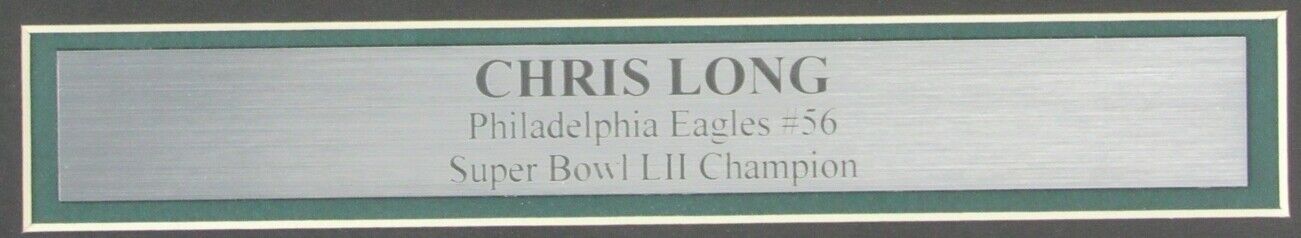 CHRIS LONG
Philadelphia Eagles #56
Super Bowl LII Champion